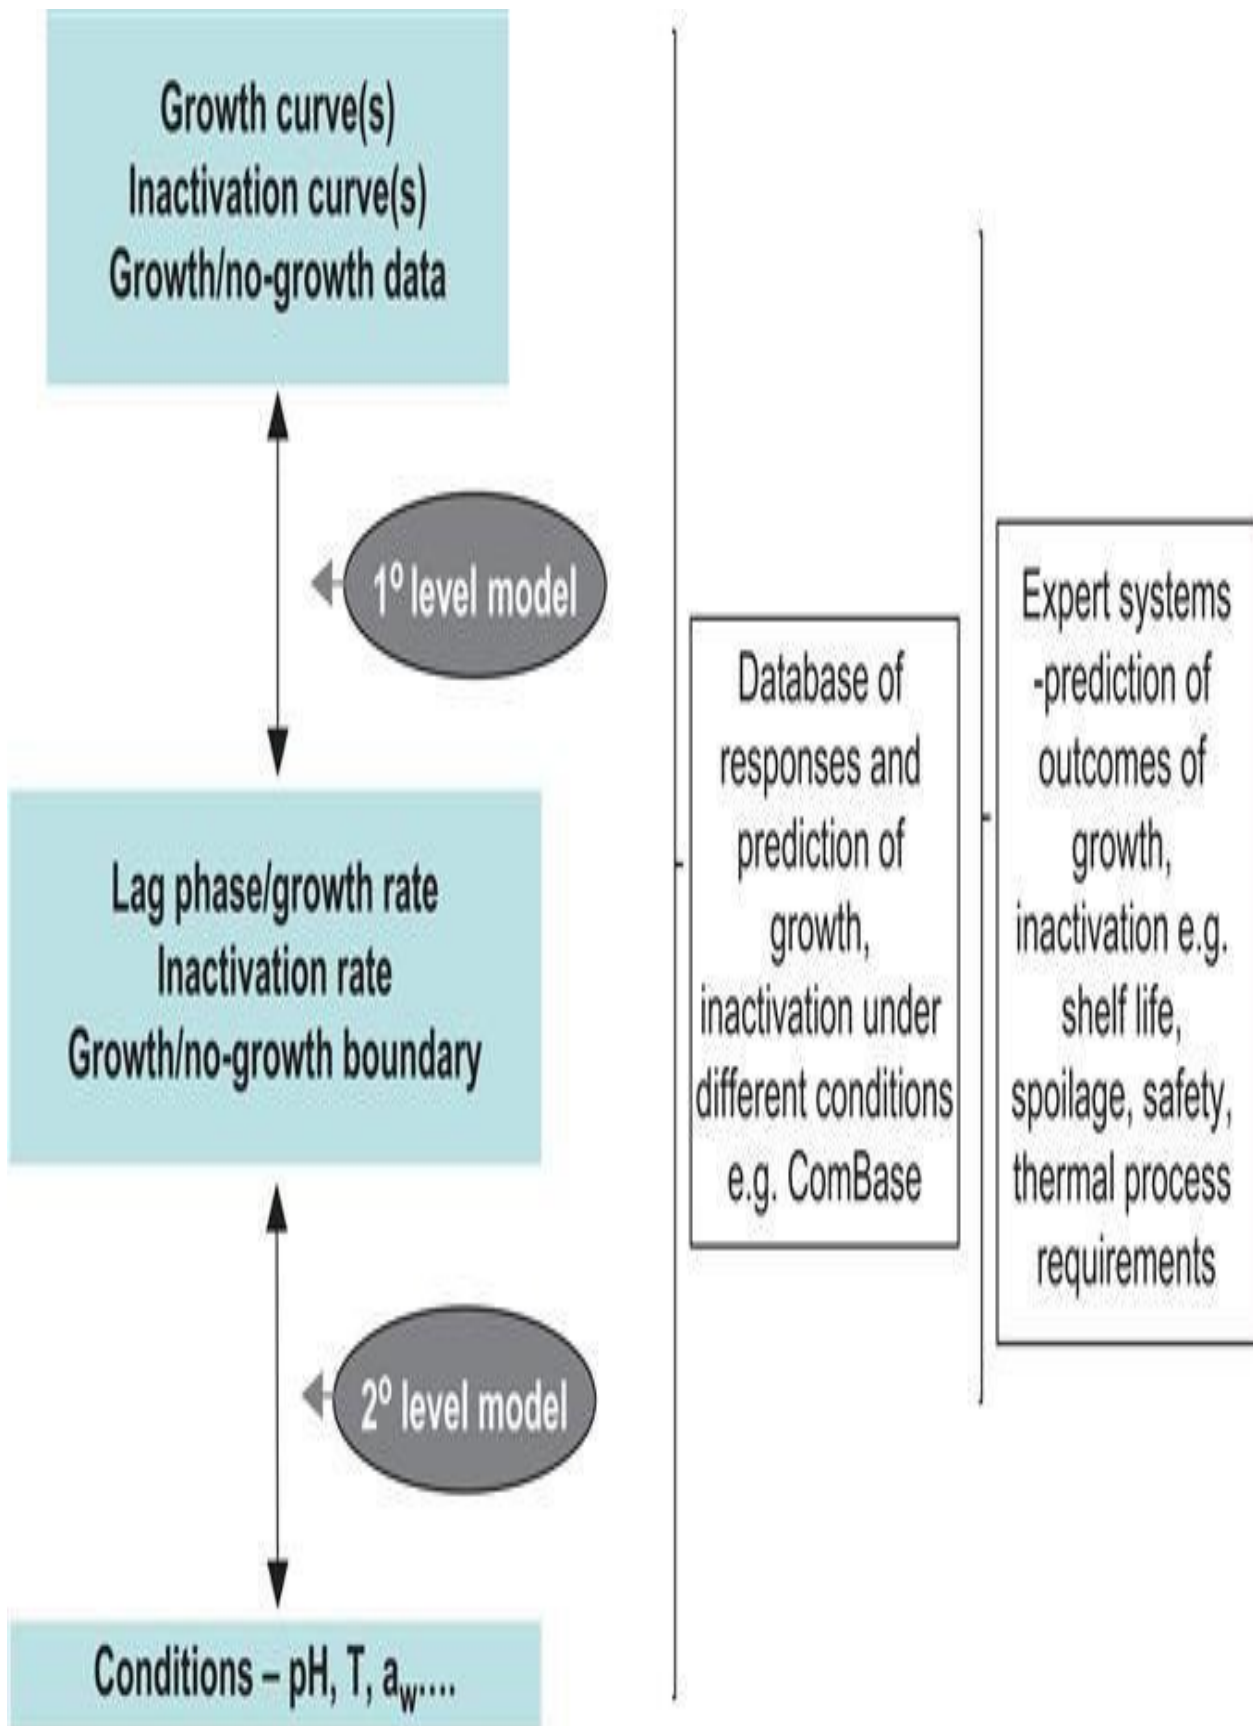 Growth curve(s)
Inactivation curve(s)
Growth/no-growth data
1º level model
Lag phase/growth rate
Inactivation rate
Growth/no-growth boundary
2º level model
Conditions – pH, T, aw....
Database of
responses and
prediction of
growth,
inactivation under
different conditions
e.g. ComBase
Expert systems
-prediction of
outcomes of
growth,
inactivation e.g.
shelf life,
spoilage, safety,
thermal process
requirements